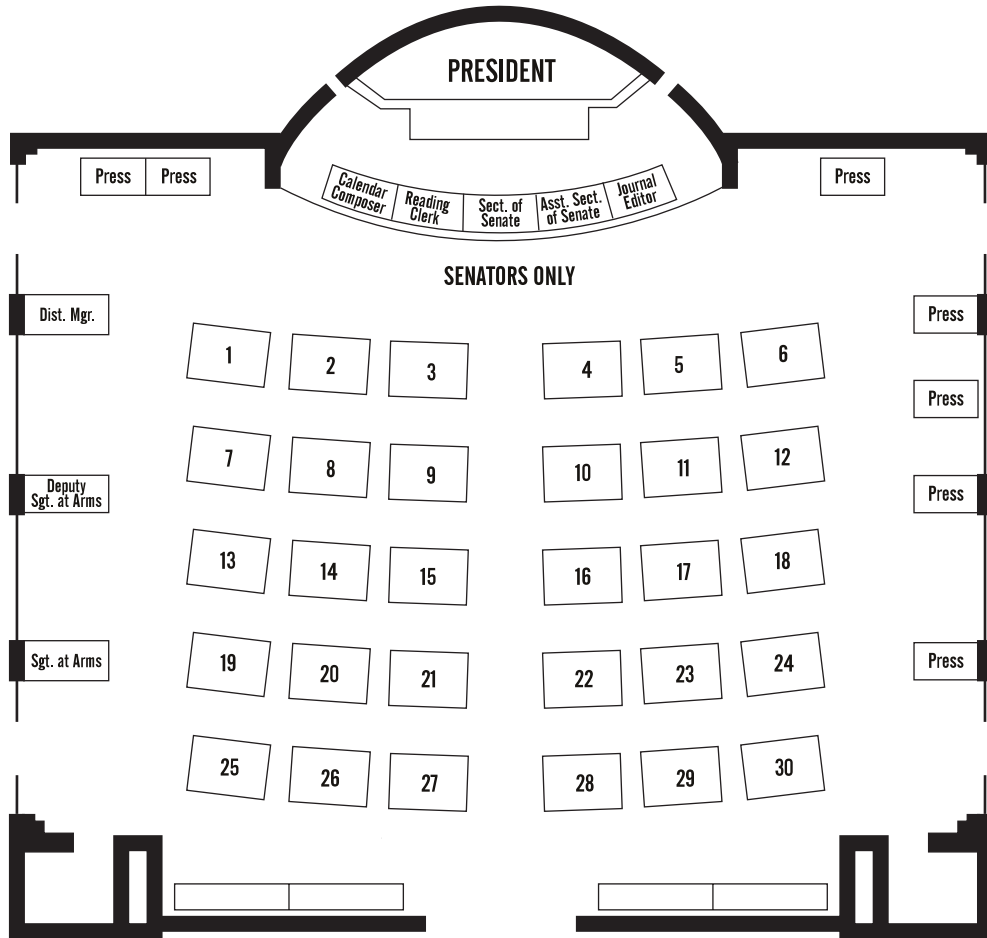 PRESIDENT
Press Press Press
Calendar
Composer
Reading
Clerk
Sect. of
Senate
Asst. Sect.
of Senate
Journal
Editor
SENATORS ONLY
Dist. Mgr.
Press
1 2 3 4 5 6
Press
7 8 9 10 11 12
Deputy
Sgt. at Arms
Press
13 14 15 16 17 18
Sgt. at Arms
Press
19 20 21 22 23 24
25 26 27 28 29 30